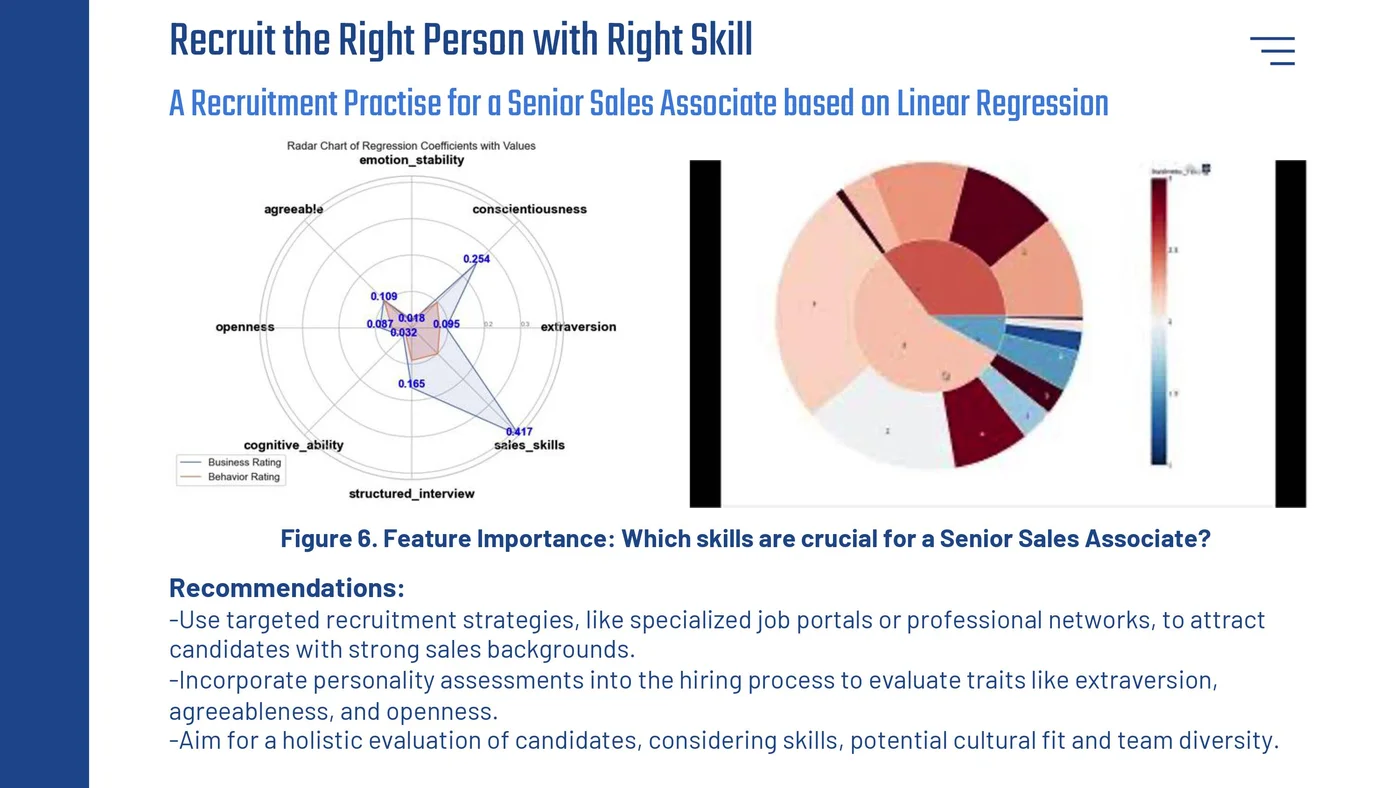 Recruit the Right Person with Right Skill
A Recruitment Practise for a Senior Sales Associate based on Linear Regression
Radar Chart of Regression Coefficients with Values
emotion_stability
agreeable
conscientiousness
0.254
0.109
0.018
0.087
0.095
0.032
openness
0.2
0.3
extraversion
0.165
0.417
cognitive_ability
sales_skills
structured_interview
Business Rating
Behavior Rating
2
Figure 6. Feature Importance: Which skills are crucial for a Senior Sales Associate?
Recommendations:
-Use targeted recruitment strategies, like specialized job portals or professional networks, to attract
candidates with strong sales backgrounds.
-Incorporate personality assessments into the hiring process to evaluate traits like extraversion,
agreeableness, and openness.
-Aim for a holistic evaluation of candidates, considering skills, potential cultural fit and team diversity.